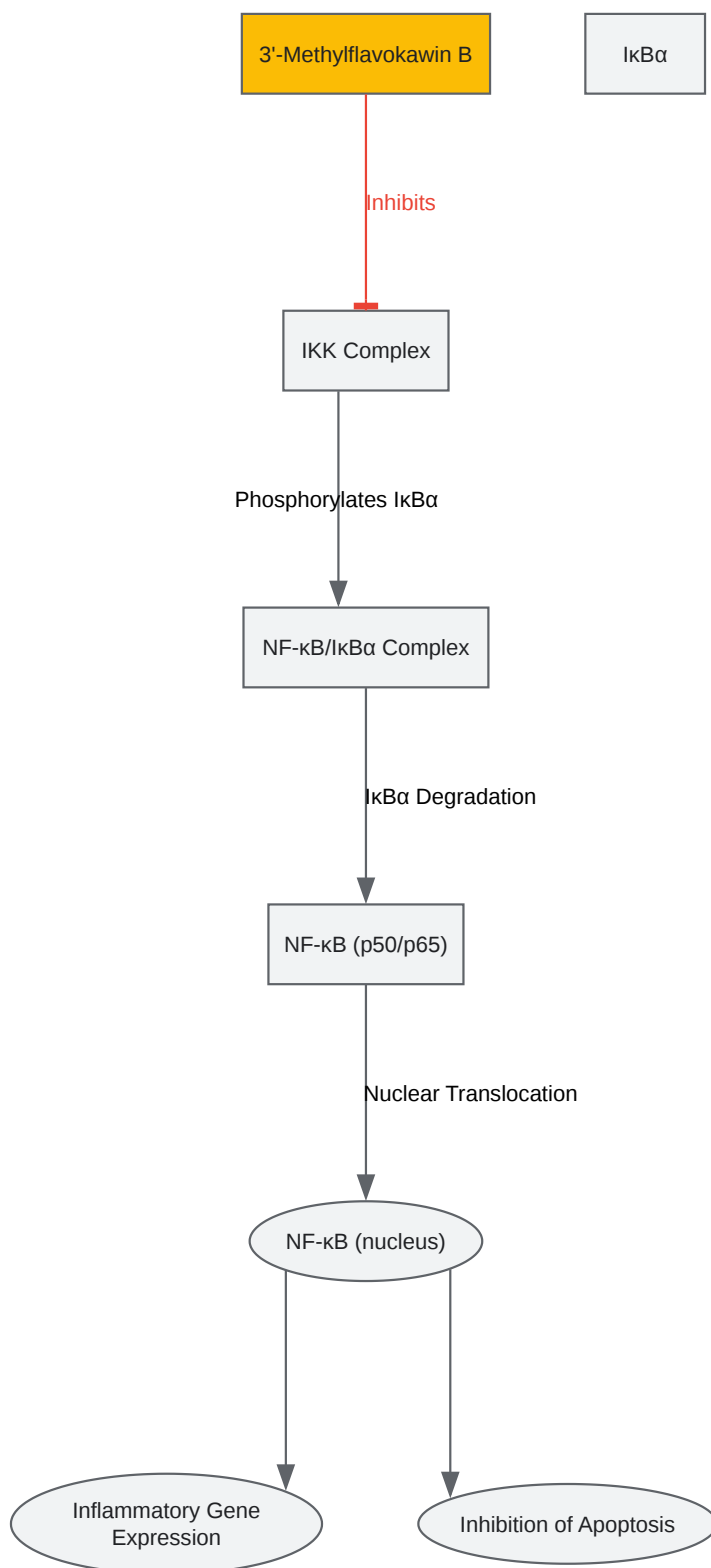 3'-Methylflavokawin B
IκBα
Inhibits
IKK Complex
Phosphorylates IκBα
NF-κB/IκBα Complex
IκBα Degradation
NF-κB (p50/p65)
Nuclear Translocation
NF-κB (nucleus)
Inflammatory Gene
Expression
Inhibition of Apoptosis